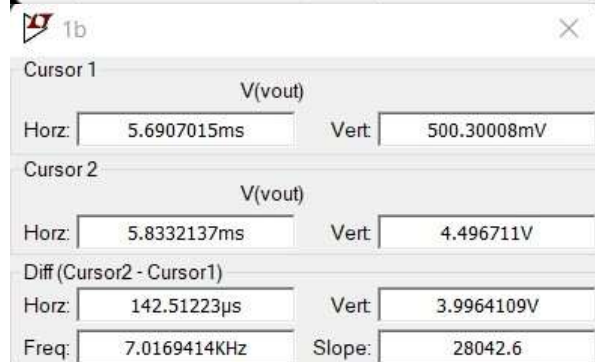 1b
Cursor 1
V(vout)
Horz: 5.6907015ms Vert: 500.30008mV
Cursor 2
V(vout)
Horz: 5.8332137ms Vert: 4.496711V
Diff (Cursor2 - Cursor1)
Horz: 142.51223µs Vert: 3.9964109V
Freq: 7.0169414KHz Slope: 28042.6